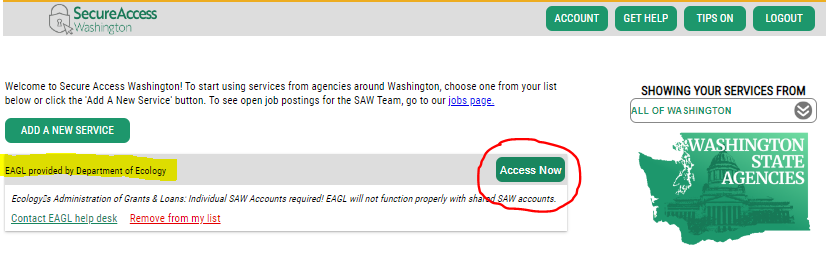 SecureAccess
Washington
ACCOUNT
GET HELP
TIPS ON
LOGOUT
Welcome to Secure Access Washington! To start using services from agencies around Washington, choose one from your list
below or click the 'Add A New Service' button. To see open job postings for the SAW Team, go to our jobs page.
ADD A NEW SERVICE
SHOWING YOUR SERVICES FROM
ALL OF WASHINGTON
WASHINGTON
STATE
AGENCIES
EAGL provided by Department of Ecology
Access Now
Ecology▯s Administration of Grants & Loans: Individual SAW Accounts required! EAGL will not function properly with shared SAW accounts.
Contact EAGL help desk
Remove from my list